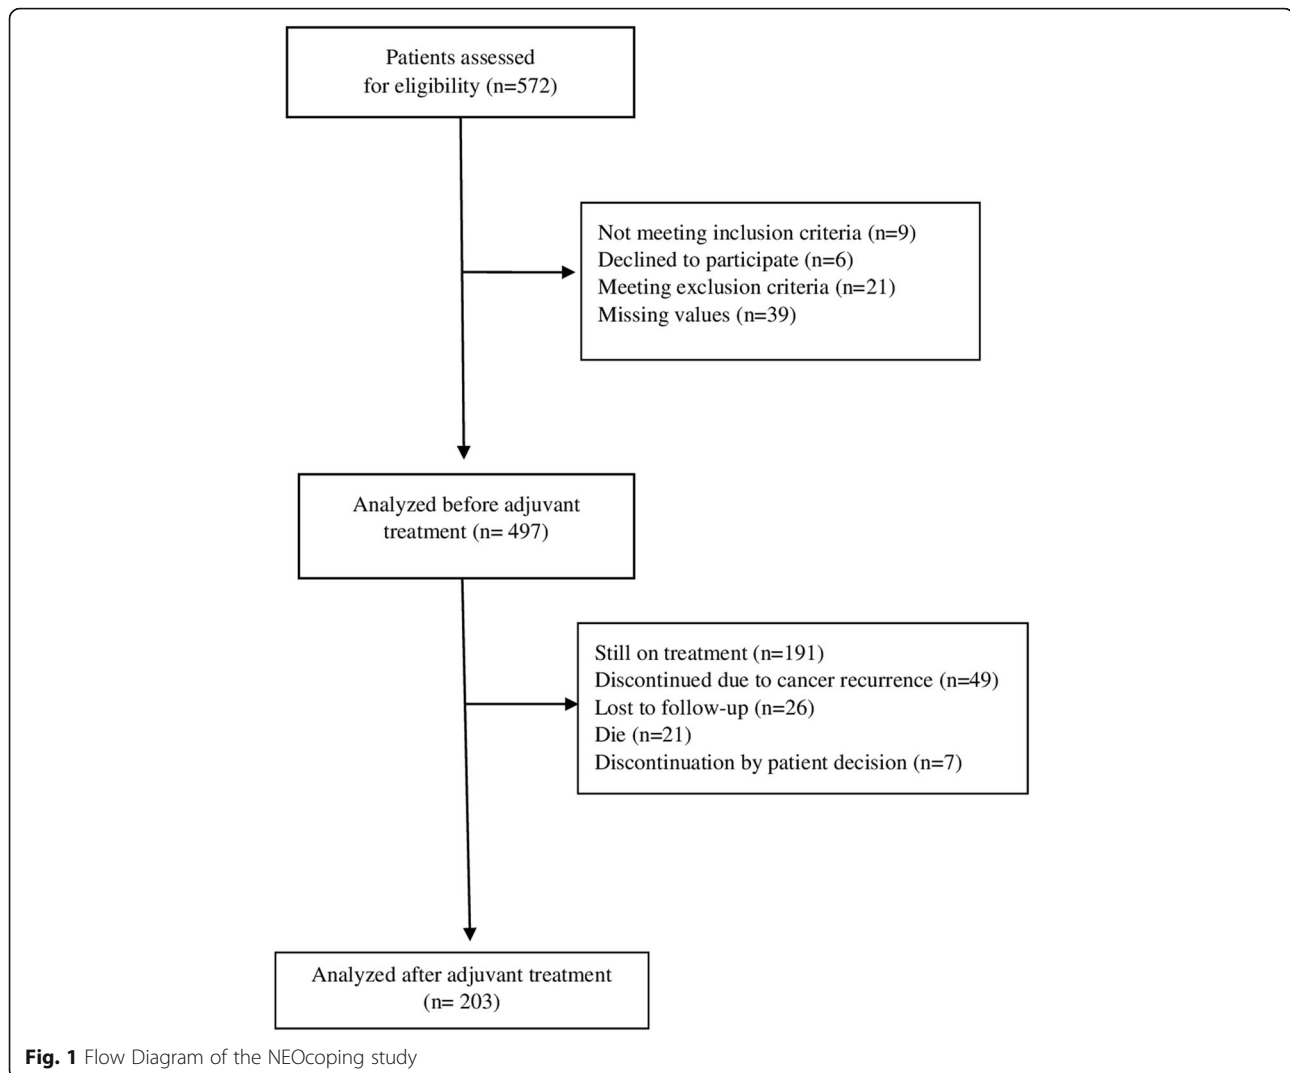 Patients assessed
for eligibility (n=572)
Not meeting inclusion criteria (n=9)
Declined to participate (n=6)
Meeting exclusion criteria (n=21)
Missing values (n=39)
Analyzed before adjuvant
treatment (n= 497)
Still on treatment (n=191)
Discontinued due to cancer recurrence (n=49)
Lost to follow-up (n=26)
Die (n=21)
Discontinuation by patient decision (n=7)
Analyzed after adjuvant treatment
(n= 203)
Fig. 1 Flow Diagram of the NEOcoping study